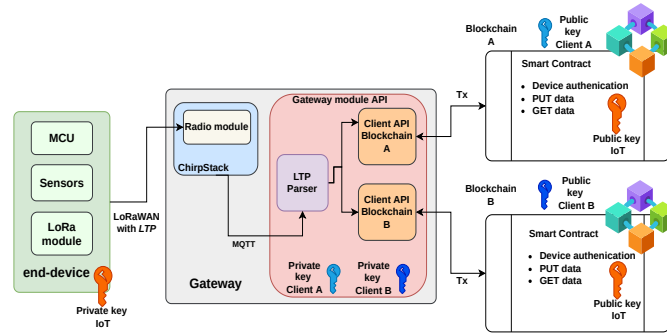 MCU
Sensors
LoRa
module
end-device
Private key
IoT
LoRaWAN
with LTP
Radio module
ChirpStack
MQTT
Gateway
Gateway module API
LTP
Parser
Client API
Blockchain
A
Client API
Blockchain
B
Private
key
Client A
Private
key
Client B
Tx
Tx
Blockchain
A
Public
key
Client A
Smart Contract
• Device authenication
• PUT data
• GET data
Public key
IoT
Blockchain
B
Public
key
Client B
Smart Contract
• Device authenication
• PUT data
• GET data
Public key
IoT